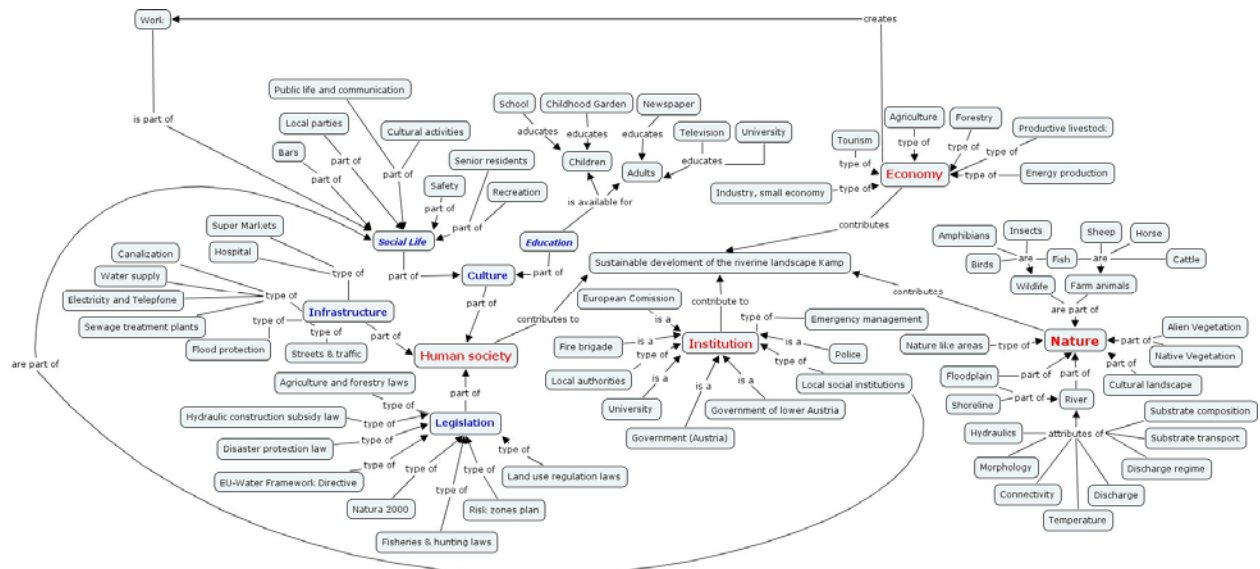 Work
creates
is part of
Public life and communication
Local parties
Cultural activities
Bars
part of
part of
part of
Senior residents
Safety
Recreation
part of
part of
School
Childhood Garden
Newspaper
Television
University
aducates
educates
educates
educates
Children
Adults
is available for
Agriculture
Forestry
Productive livestock
Tourism
Energy production
Industry, small economy
type of
type of
type of
type of
type of
type of
Economy
contributes
Social Life
Education
part of
part of
Culture
part of
Super Markets
Hospital
type of
Canalization
Water supply
Electricity and Telepfone
Sewage treatment plants
Flood protection
Streets & traffic
type of
type of
type of
Infrastructure
part of
Human society
contributes to
are part of
Sustainable develoment of the riverine landscape Kamp
European Comission
contribute to
type of
Emergency management
is a
Fire brigade
is a
Institution
is a
Police
Local authorities
type of
type of
Local social institutions
University
is a
is a
is a
Government of lower Austria
Government (Austria)
Amphibians
Insects
Sheep
Horse
Birds
are
Fish
are
Cattle
Wildlife
Farm animals
are part of
contributes
Nature
Nature like areas
type of
Alien Vegetation
part of
Native Vegetation
Floodplain
part of
part of
part of
Cultural landscape
Shoreline
part of
River
Substrate composition
Hydraulics
attributes of
Substrate transport
Morphology
Discharge regime
Connectivity
Discharge
Temperature
Agriculture and forestry laws
part of
type of
Hydraulic construction subsidy law
type of
Legislation
Disaster protection law
type of
type of
type of
EU-Water Framework Directive
type of
type of
Land use regulation laws
Natura 2000
type of
Risk zones plan
Fisheries & hunting laws